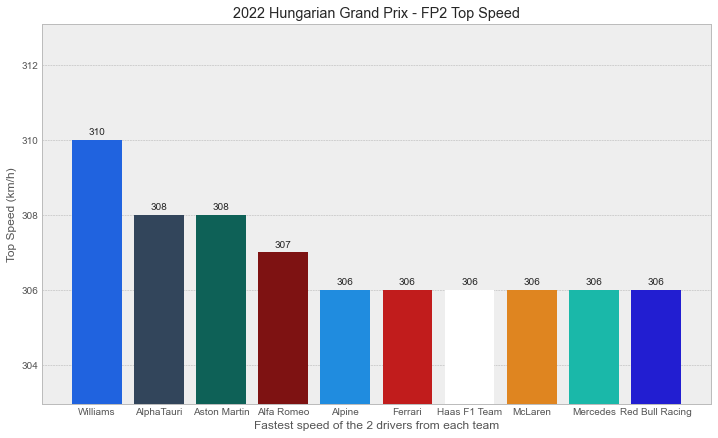 2022 Hungarian Grand Prix - FP2 Top Speed
Top Speed (km/h)
312
310
308
306
304
310
308
308
307
306
306
306
306
306
306
Williams
AlphaTauri
Aston Martin
Alfa Romeo
Alpine
Ferrari
Haas F1 Team
McLaren
Mercedes
Red Bull Racing
Fastest speed of the 2 drivers from each team